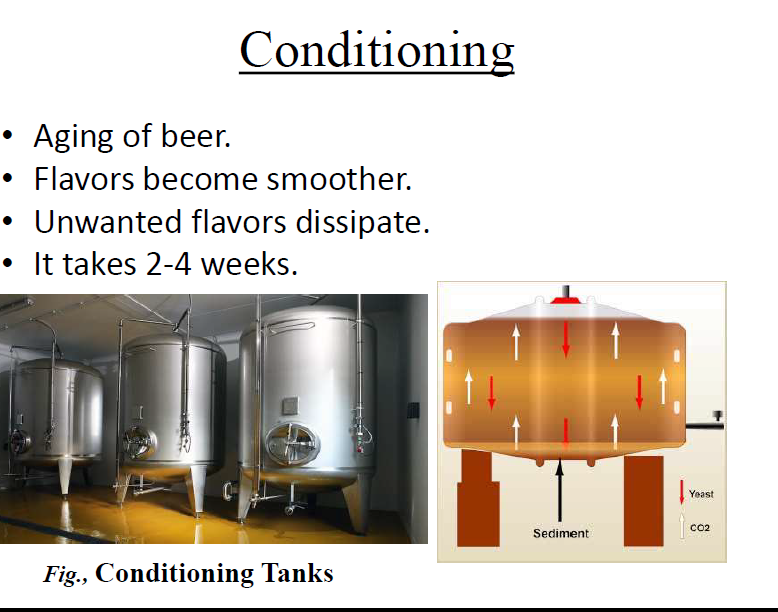 Conditioning
• Aging of beer.
• Flavors become smoother.
• Unwanted flavors dissipate.
• It takes 2-4 weeks.
Yeast
CO2
Sediment
Fig., Conditioning Tanks